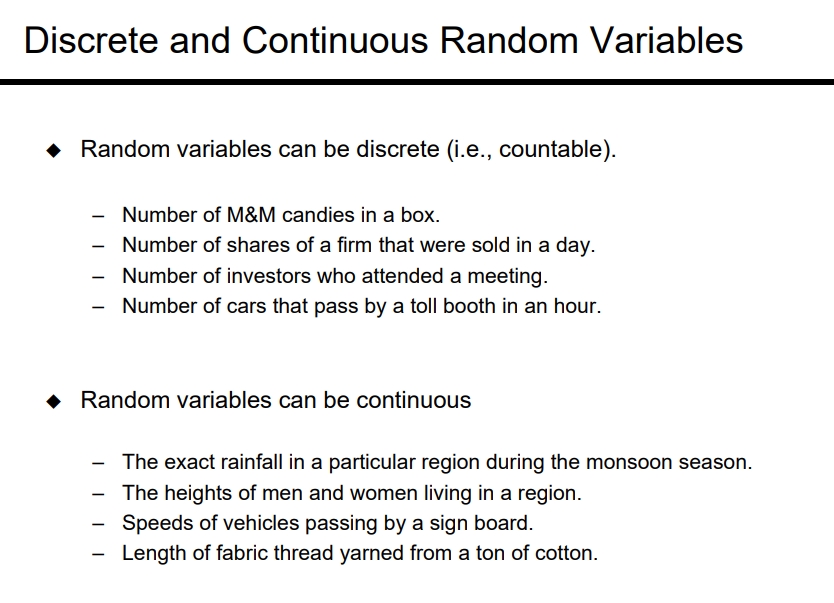 Discrete and Continuous Random Variables
◆ Random variables can be discrete (i.e., countable).
– Number of M&M candies in a box.
– Number of shares of a firm that were sold in a day.
– Number of investors who attended a meeting.
– Number of cars that pass by a toll booth in an hour.
◆ Random variables can be continuous
– The exact rainfall in a particular region during the monsoon season.
– The heights of men and women living in a region.
– Speeds of vehicles passing by a sign board.
– Length of fabric thread yarned from a ton of cotton.